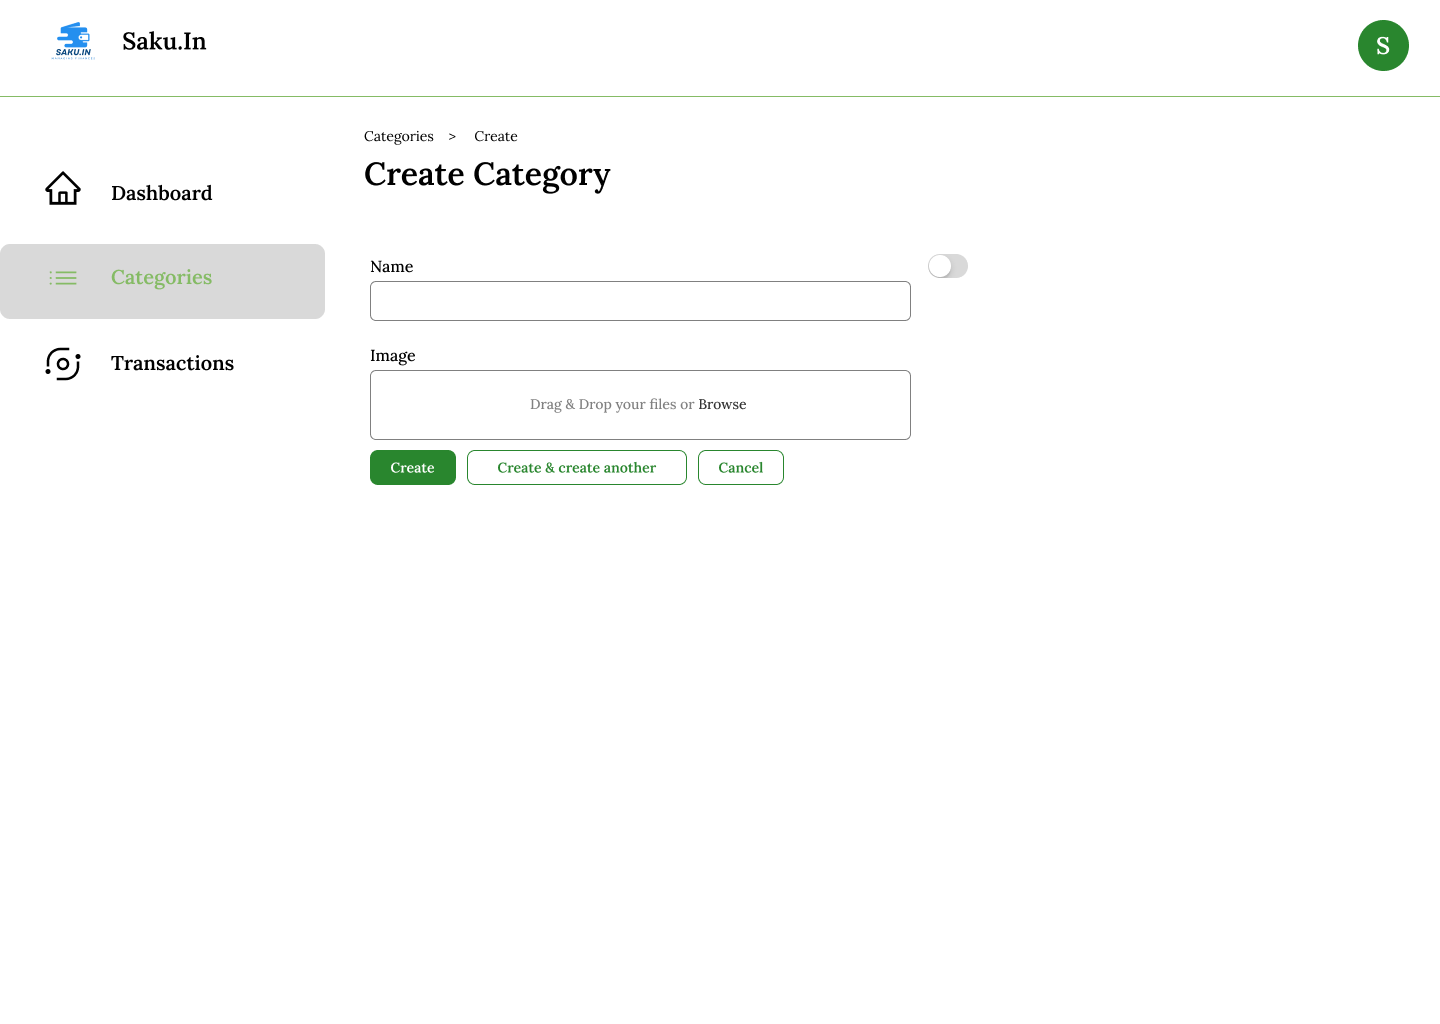 SAKU.IN
Saku.In
S
Categories > Create
Create Category
Dashboard
Categories
Transactions
Name
Image
Drag & Drop your files or Browse
Create
Create & create another
Cancel